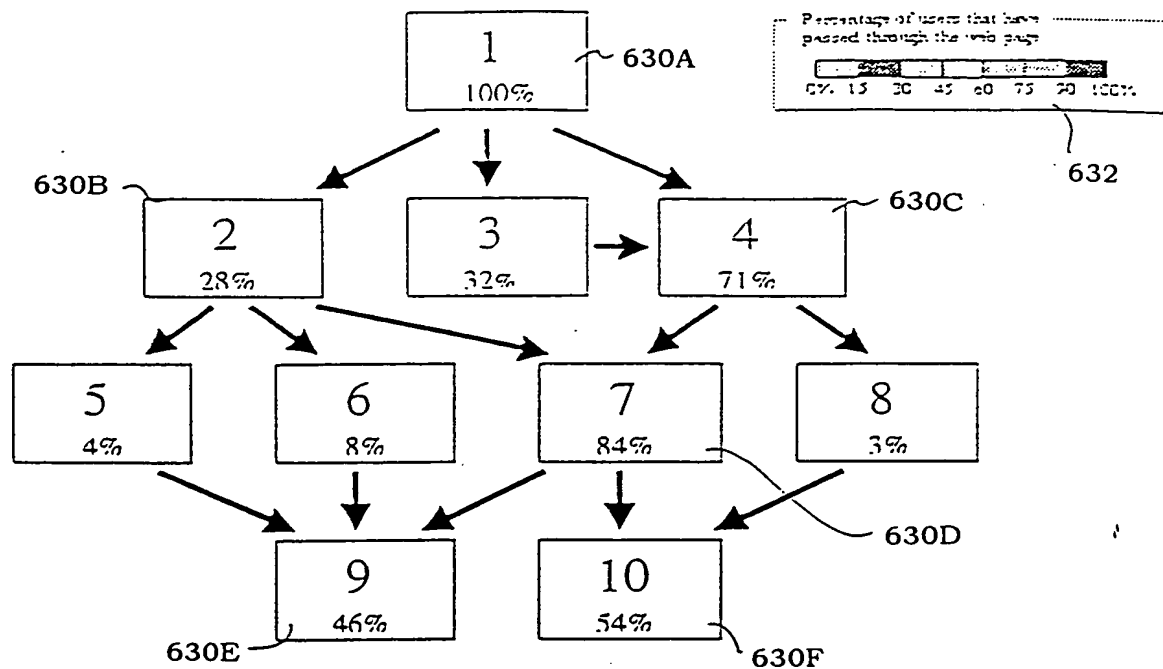 Percentage of users that have
passed through the web page
0% 15 30 45 60 75 90 100%
632
1
100%
630A
630B
2
28%
3
32%
4
71%
630C
5
4%
6
8%
7
84%
8
3%
630D
9
46%
10
54%
630E
630F